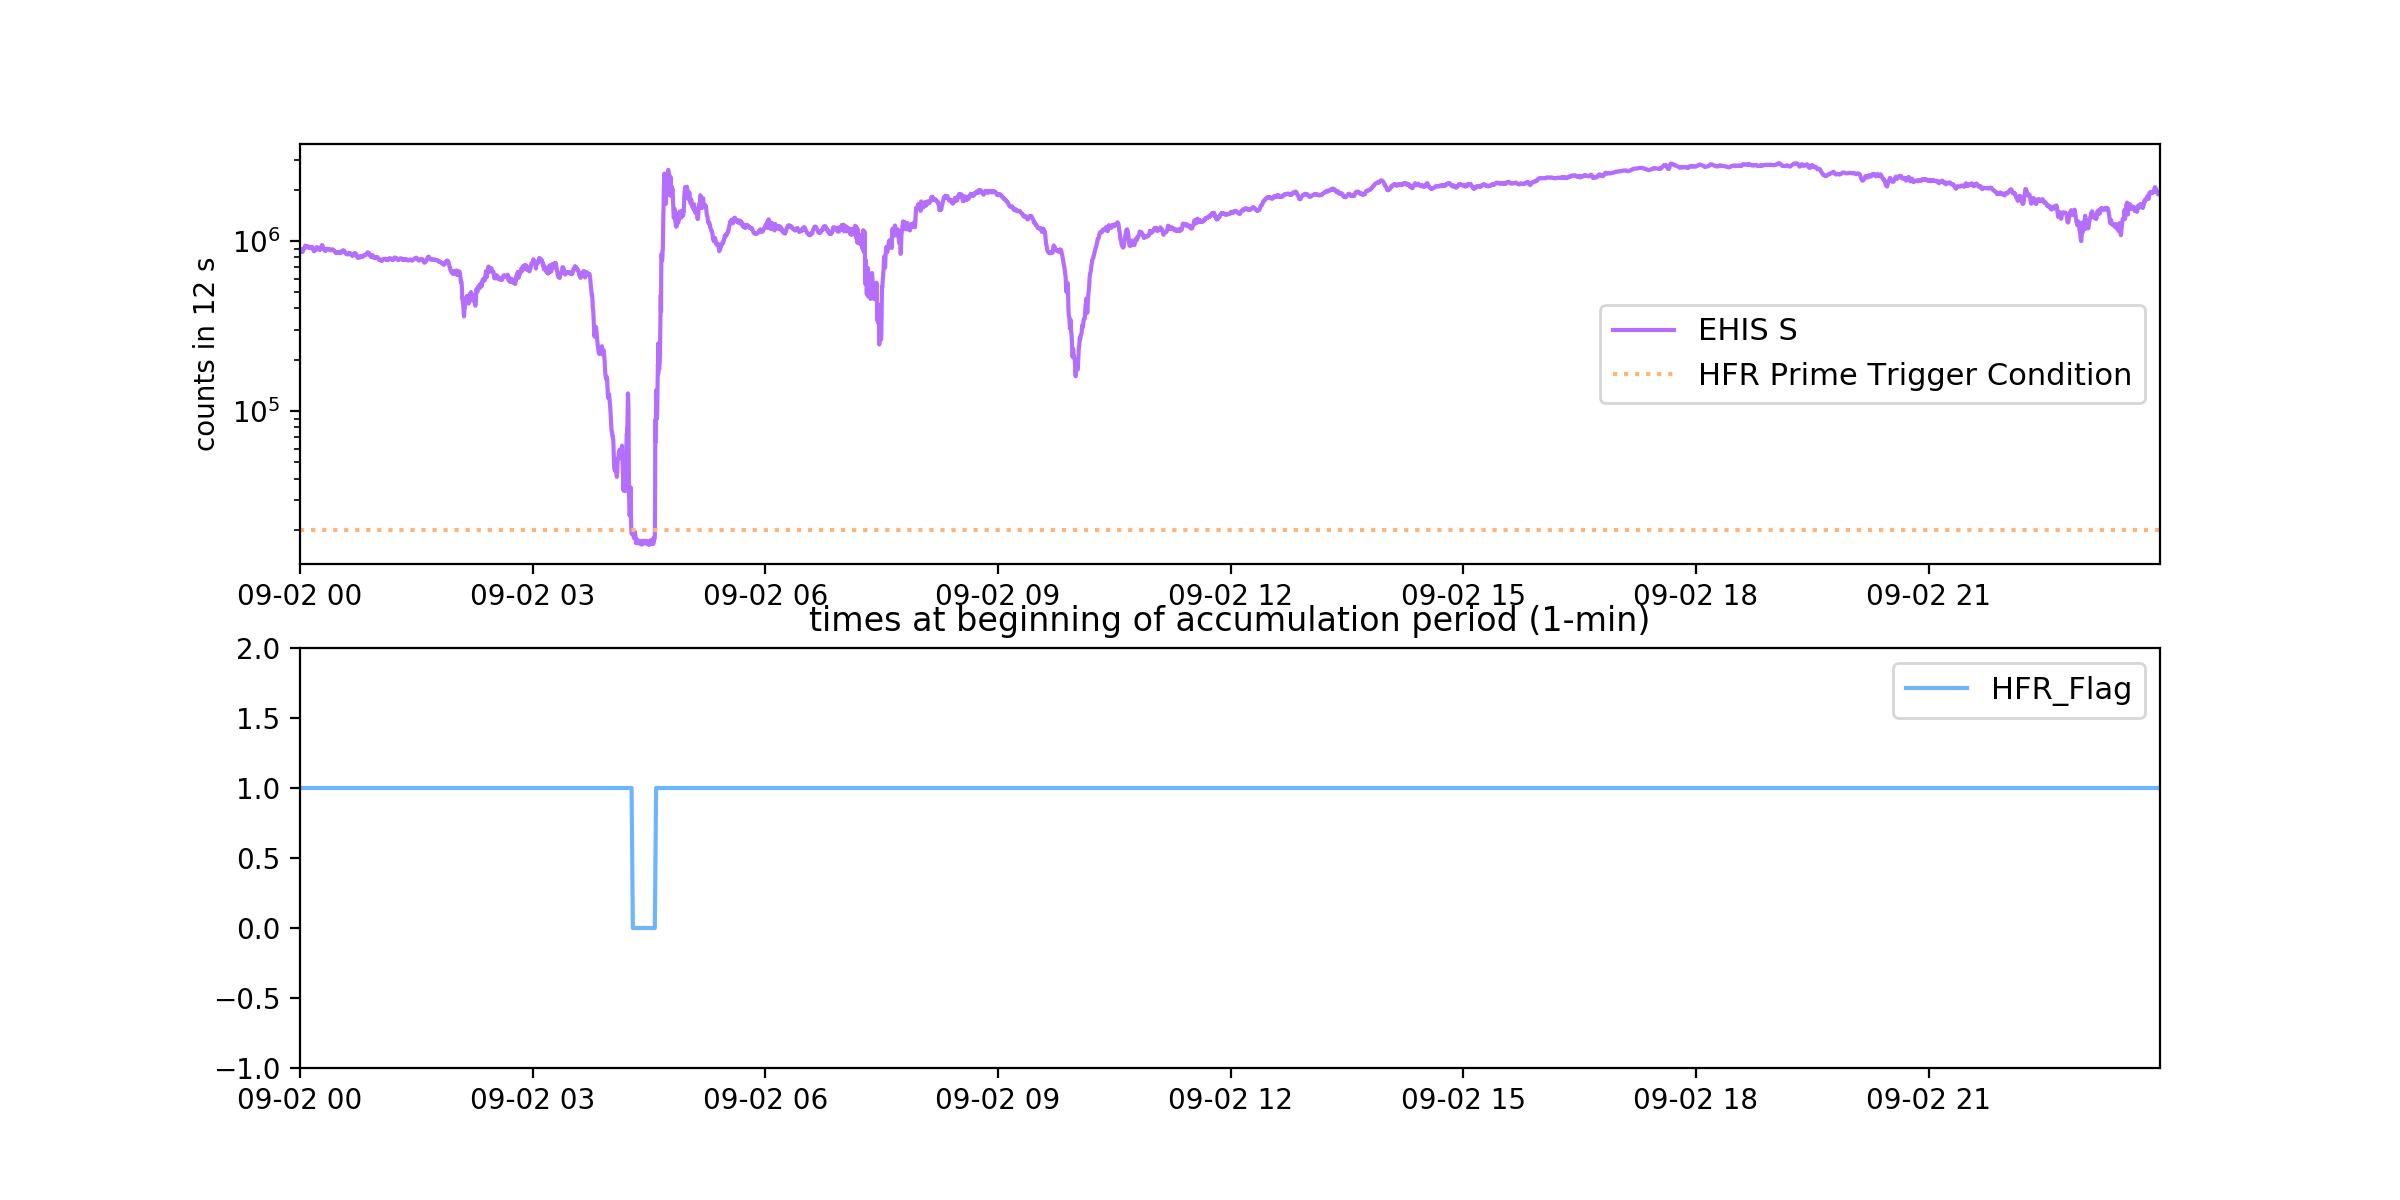 counts in 12 s
10⁶
10⁵
EHIS S
HFR Prime Trigger Condition
09-02 00 09-02 03 09-02 06 09-02 09 09-02 12 09-02 15 09-02 18 09-02 21
times at beginning of accumulation period (1-min)
2.0
1.5
1.0
0.5
0.0
−0.5
−1.0
HFR_Flag
09-02 00 09-02 03 09-02 06 09-02 09 09-02 12 09-02 15 09-02 18 09-02 21